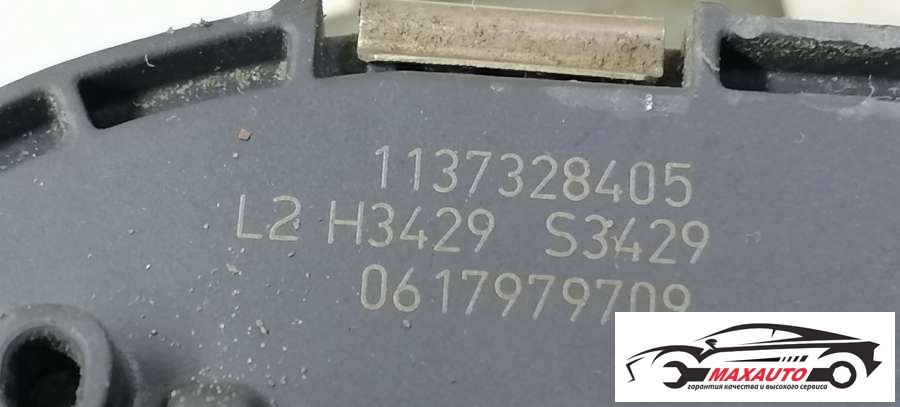 1137328405
L2 H3429 S3429
0617979709
MAXAUTO
гарантия качества и высокого сервиса